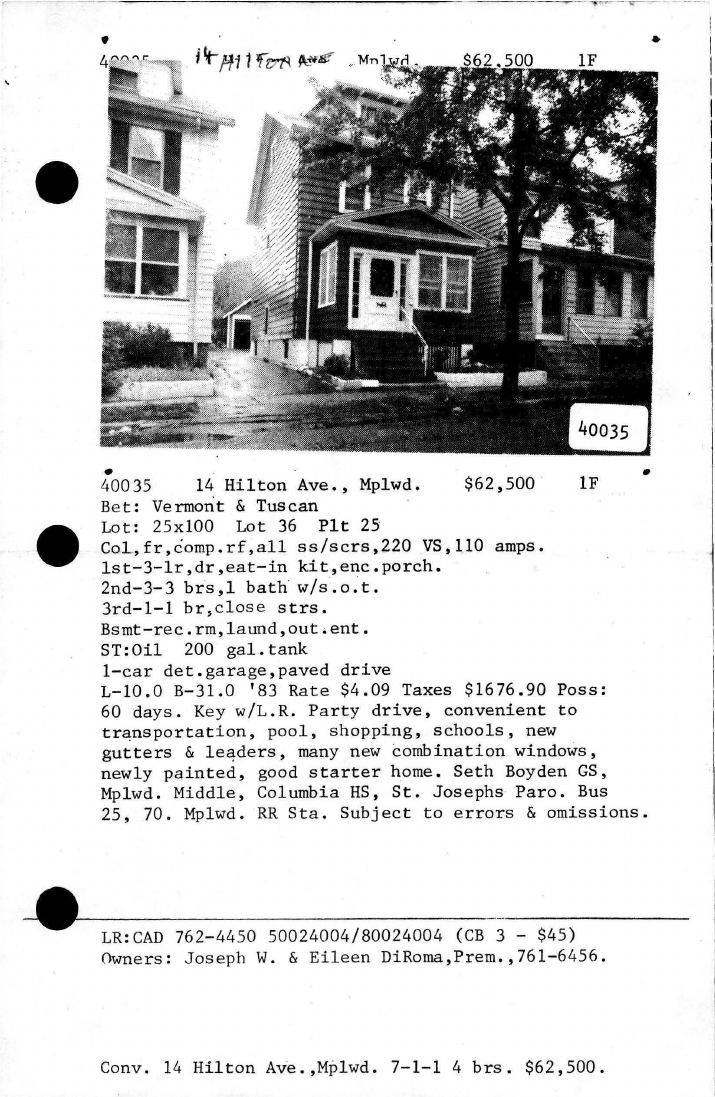 40035 14 Hilton Ave Mplwd. $62,500 1F
40035
40035 14 Hilton Ave., Mplwd. $62,500 1F
Bet: Vermont & Tuscan
Lot: 25x100 Lot 36 Plt 25
Col,fr,comp.rf,all ss/scrs,220 VS,110 amps.
1st-3-lr,dr,eat-in kit,enc.porch.
2nd-3-3 brs,1 bath w/s.o.t.
3rd-1-1 br,close strs.
Bsmt-rec.rm,laund,out.ent.
ST:Oil 200 gal.tank
1-car det.garage,paved drive
L-10.0 B-31.0 '83 Rate $4.09 Taxes $1676.90 Poss:
60 days. Key w/L.R. Party drive, convenient to
transportation, pool, shopping, schools, new
gutters & leaders, many new combination windows,
newly painted, good starter home. Seth Boyden GS,
Mplwd. Middle, Columbia HS, St. Josephs Paro. Bus
25, 70. Mplwd. RR Sta. Subject to errors & omissions.
LR:CAD 762-4450 50024004/80024004 (CB 3 - $45)
Owners: Joseph W. & Eileen DiRoma,Prem.,761-6456.
Conv. 14 Hilton Ave.,Mplwd. 7-1-1 4 brs. $62,500.